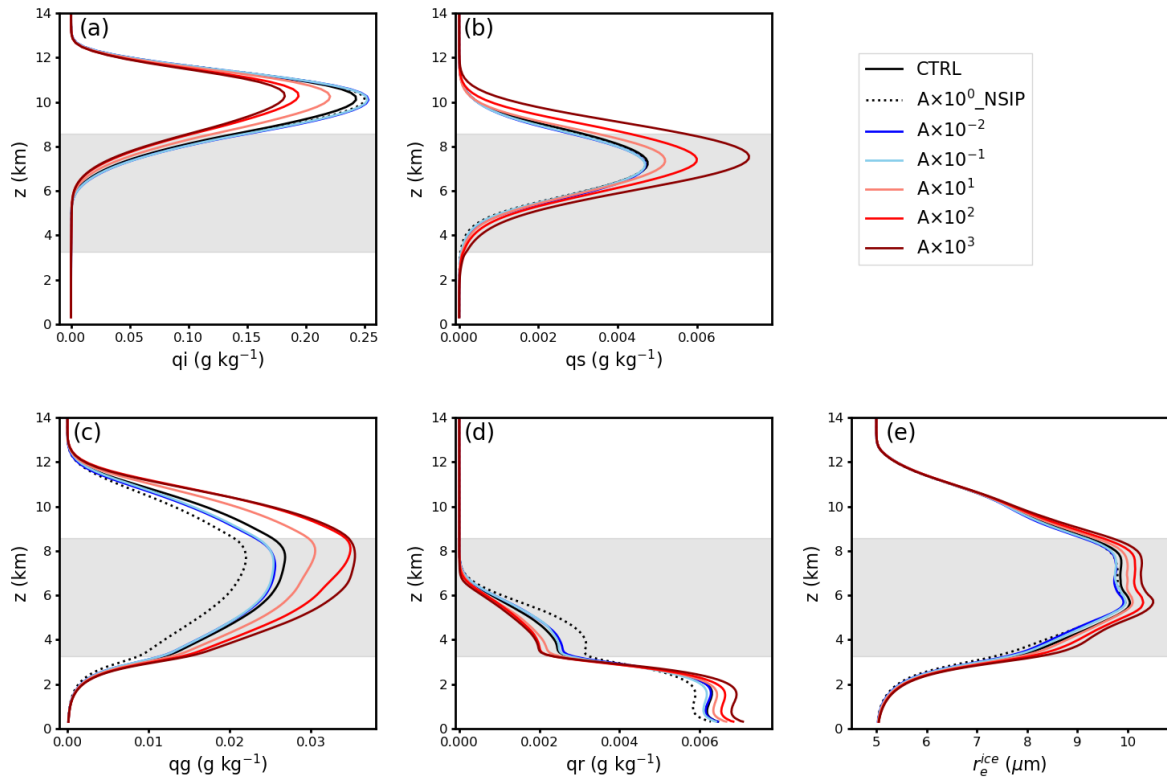 (a)
14
12
10
8
6
4
2
0
z (km)
0.00 0.05 0.10 0.15 0.20 0.25
qi (g kg⁻¹)
(b)
14
12
10
8
6
4
2
0
z (km)
0.000 0.002 0.004 0.006
qs (g kg⁻¹)
CTRL
A×10⁰_NSIP
A×10⁻²
A×10⁻¹
A×10¹
A×10²
A×10³
(c)
14
12
10
8
6
4
2
0
z (km)
0.00 0.01 0.02 0.03
qg (g kg⁻¹)
(d)
14
12
10
8
6
4
2
0
z (km)
0.000 0.002 0.004 0.006
qr (g kg⁻¹)
(e)
14
12
10
8
6
4
2
0
z (km)
5 6 7 8 9 10
rₑⁱᶜᵉ (μm)